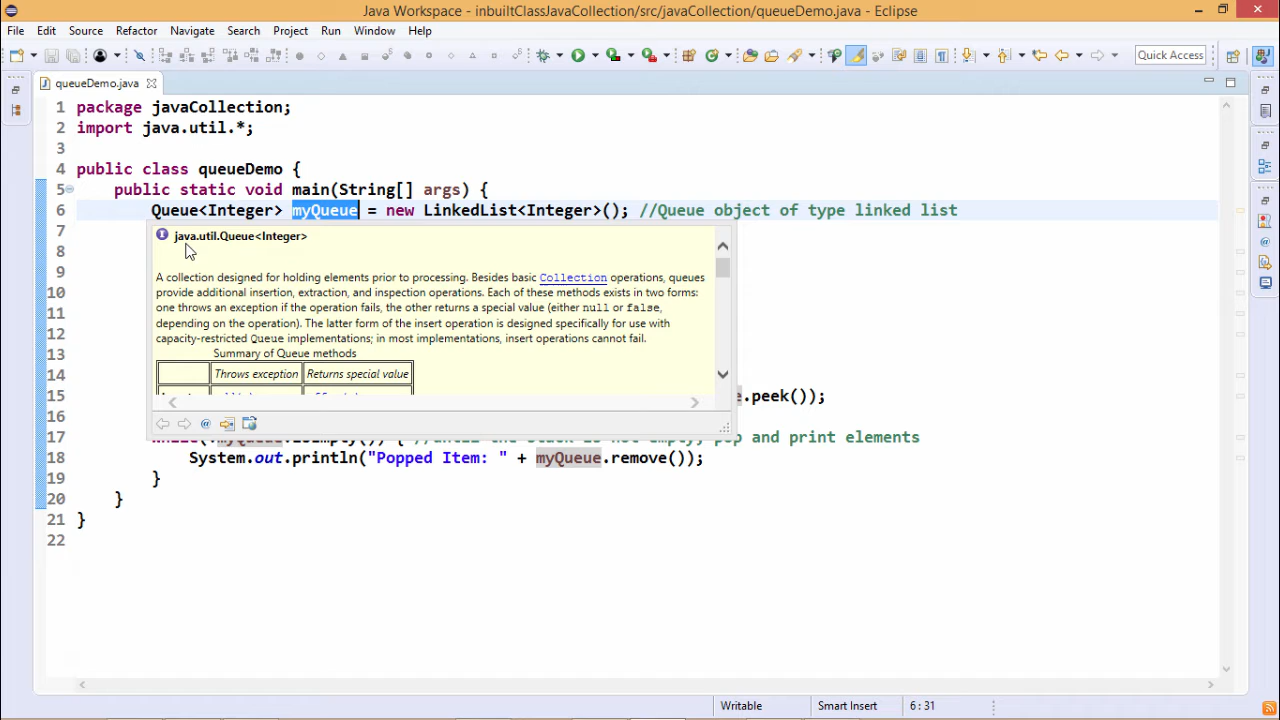 Java Workspace - inbuiltClassJavaCollection/src/javaCollection/queueDemo.java - Eclipse
File Edit Source Refactor Navigate Search Project Run Window Help
Quick Access
queueDemo.java
1 package javaCollection;
2 import java.util.*;
3
4 public class queueDemo {
5 public static void main(String[] args) {
6 Queue<Integer> myQueue = new LinkedList<Integer>(); //Queue object of type linked list
7
8
9
10
11
12
13
14
15 e.peek());
16
17 myQueue.isEmpty()) { //until the stack is not empty, pop and print elements
18 System.out.println("Popped Item: " + myQueue.remove());
19 }
20 }
21 }
22
java.util.Queue<Integer>
A collection designed for holding elements prior to processing. Besides basic Collection operations, queues
provide additional insertion, extraction, and inspection operations. Each of these methods exists in two forms:
one throws an exception if the operation fails, the other returns a special value (either null or false,
depending on the operation). The latter form of the insert operation is designed specifically for use with
capacity-restricted Queue implementations; in most implementations, insert operations cannot fail.
Summary of Queue methods
Throws exception Returns special value
Writable Smart Insert 6 : 31